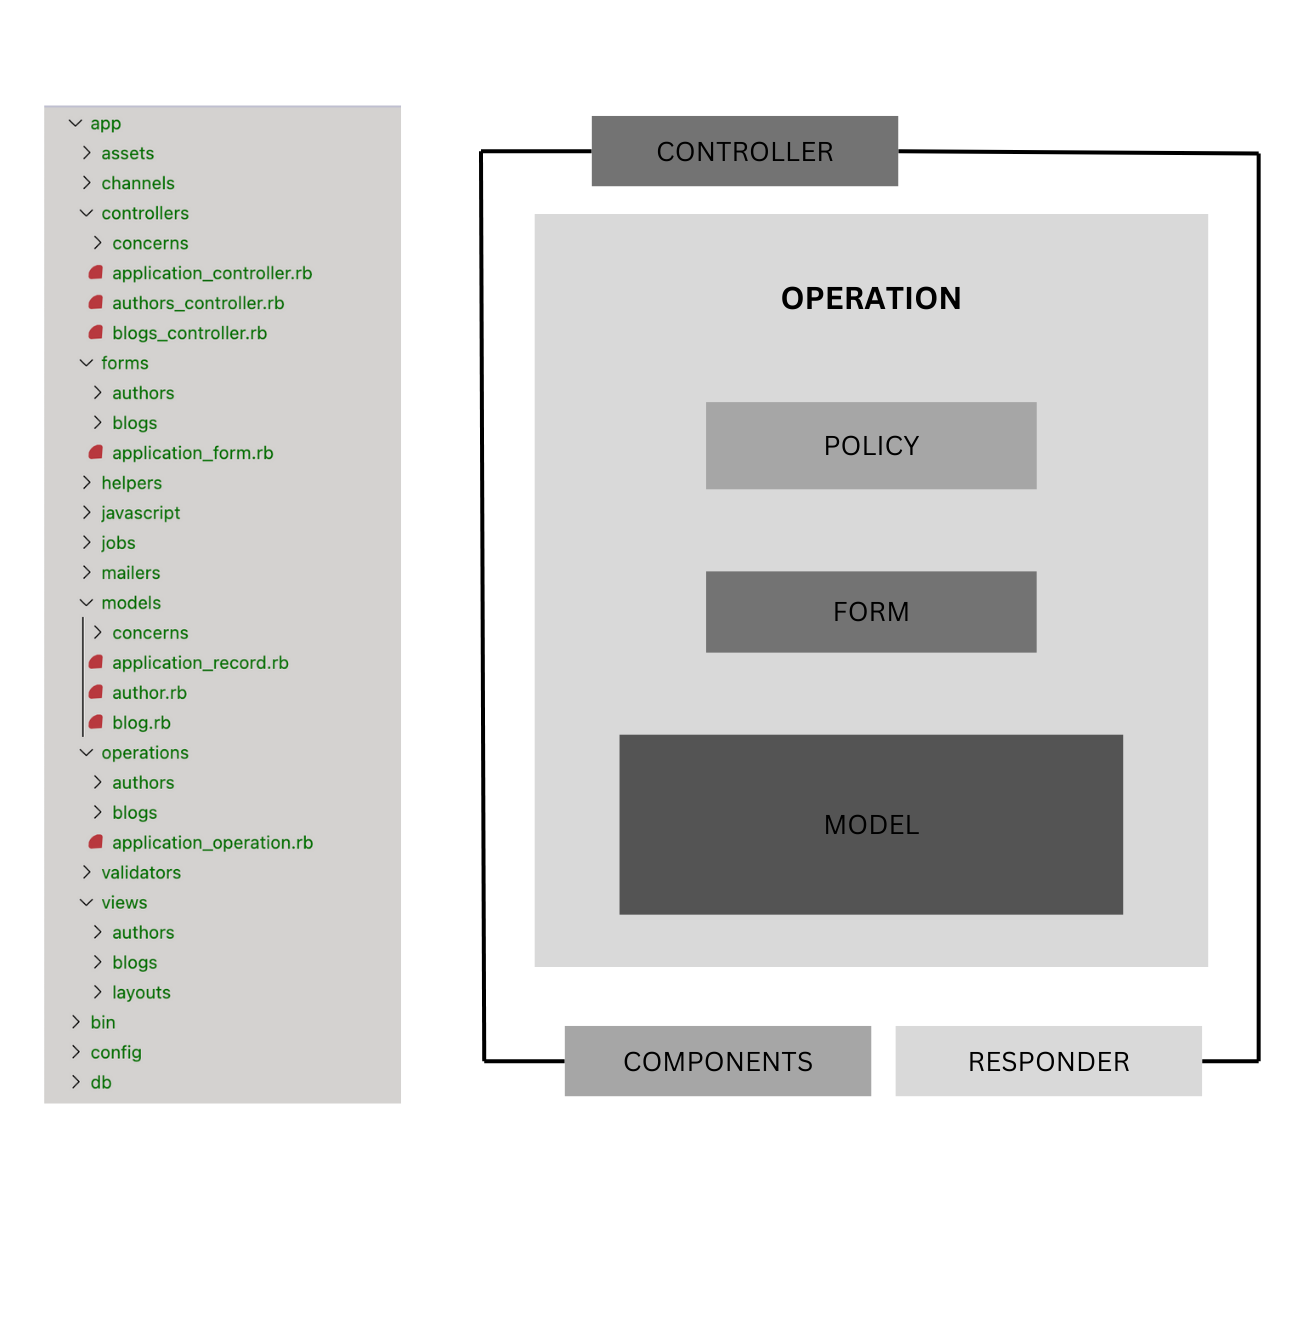 app
assets
channels
controllers
concerns
application_controller.rb
authors_controller.rb
blogs_controller.rb
forms
authors
blogs
application_form.rb
helpers
javascript
jobs
mailers
models
concerns
application_record.rb
author.rb
blog.rb
operations
authors
blogs
application_operation.rb
validators
views
authors
blogs
layouts
bin
config
db
CONTROLLER
OPERATION
POLICY
FORM
MODEL
COMPONENTS
RESPONDER